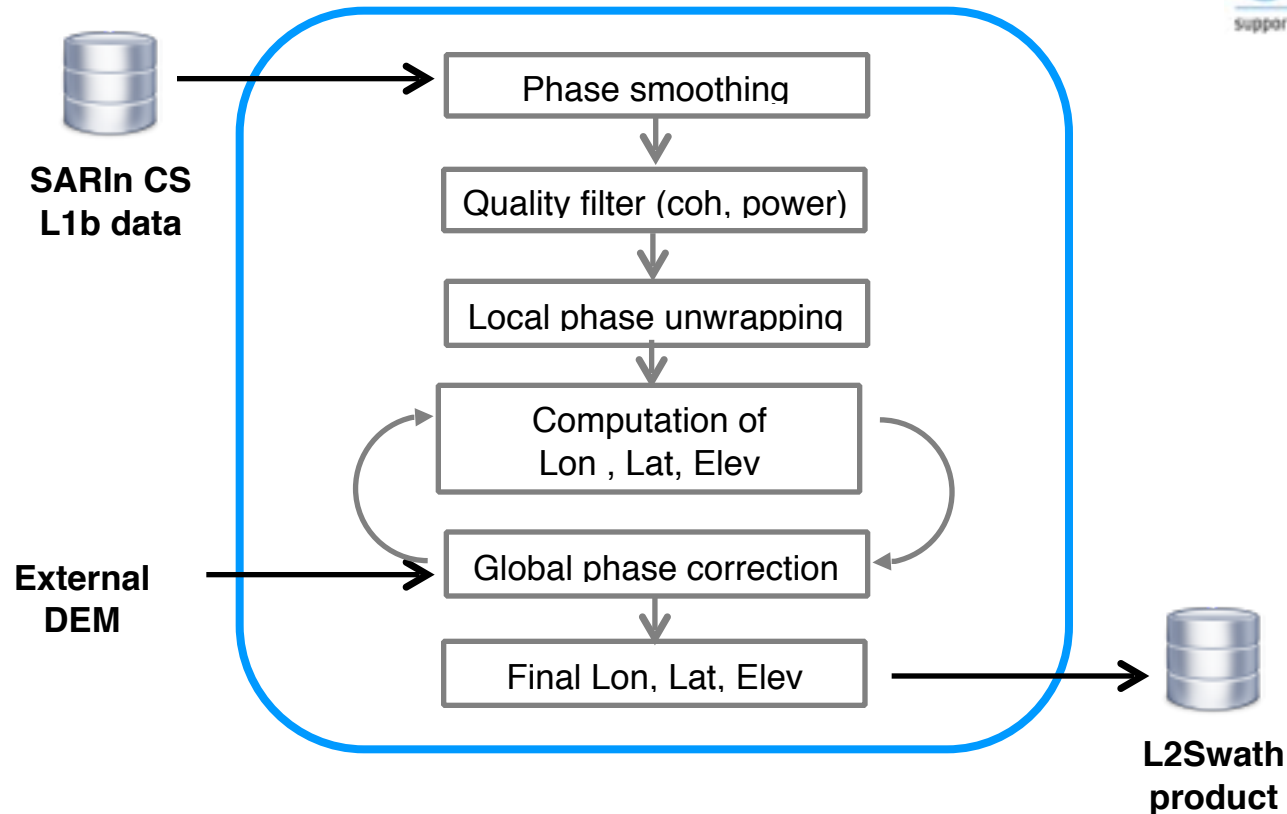 Phase smoothing
SARIn CS
L1b data
Quality filter (coh, power)
Local phase unwrapping
Computation of
Lon , Lat, Elev
External
DEM
Global phase correction
Final Lon, Lat, Elev
L2Swath
product